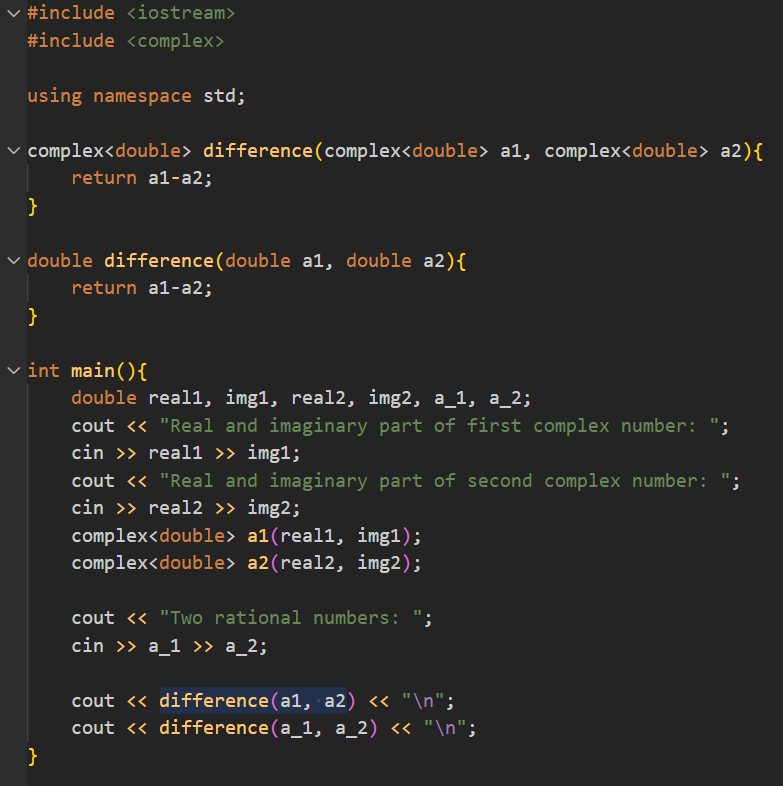 #include <iostream>
#include <complex>

using namespace std;

complex<double> difference(complex<double> a1, complex<double> a2){
    return a1-a2;
}

double difference(double a1, double a2){
    return a1-a2;
}

int main(){
    double real1, img1, real2, img2, a_1, a_2;
    cout << "Real and imaginary part of first complex number: ";
    cin >> real1 >> img1;
    cout << "Real and imaginary part of second complex number: ";
    cin >> real2 >> img2;
    complex<double> a1(real1, img1);
    complex<double> a2(real2, img2);

    cout << "Two rational numbers: ";
    cin >> a_1 >> a_2;

    cout << difference(a1, a2) << "\n";
    cout << difference(a_1, a_2) << "\n";
}